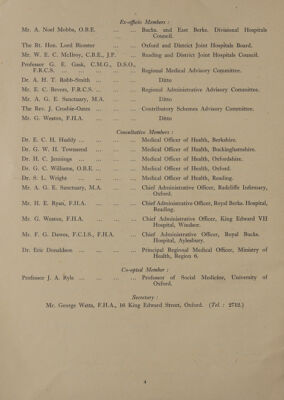 Ex-officio Members :
Mr. A. Noel Mobbs, O.B.E. ... ... Bucks. and East Berks. Divisional Hospitals
Council.
The Rt. Hon. Lord Bicester ... Oxford and District Joint Hospitals Board.
Mr. W. E. C. McIlroy, C.B.E., J.P. Reading and District Joint Hospitals Council.
Professor G. E. Gask, C.M.G., D.S.O.,
F.R.C.S. ... ... ... ... ... Regional Medical Advisory Committee.
Dr. A. H. T. Robb-Smith ... ... Ditto
Mr. E. C. Bevers, F.R.C.S. ... ... Regional Administrative Advisory Committee.
Mr. A. G. E. Sanctuary, M.A. ... Ditto
The Rev. J. Crosbie-Oates ... ... Contributory Schemes Advisory Committee.
Mr. G. Weston, F.H.A. ... ... Ditto
Consultative Members :
Dr. E. C. H. Huddy ... ... ... Medical Officer of Health, Berkshire.
Dr. G. W. H. Townsend ... ... Medical Officer of Health, Buckinghamshire.
Dr. H. C. Jennings ... ... ... Medical Officer of Health, Oxfordshire.
Dr. G. C. Williams, O.B.E. ... ... Medical Officer of Health, Oxford.
Dr. S. L. Wright ... ... ... Medical Officer of Health, Reading.
Mr. A. G. E. Sanctuary, M.A. ... Chief Administrative Officer, Radcliffe Infirmary,
Oxford.
Mr. H. E. Ryan, F.H.A. ... ... Chief Administrative Officer, Royal Berks. Hospital,
Reading.
Mr. G. Weston, F.H.A. ... ... Chief Administrative Officer, King Edward VII
Hospital, Windsor.
Mr. F. G. Dawes, F.C.I.S., F.H.A. ... Chief Administrative Officer, Royal Bucks.
Hospital, Aylesbury.
Dr. Eric Donaldson ... ... ... Principal Regional Medical Officer, Ministry of
Health, Region 6.
Co-opted Member :
Professor J. A. Ryle ... ... ... Professor of Social Medicine, University of
Oxford.
Secretary :
Mr. George Watts, F.H.A., 16 King Edward Street, Oxford. (Tel : 2712.)
4